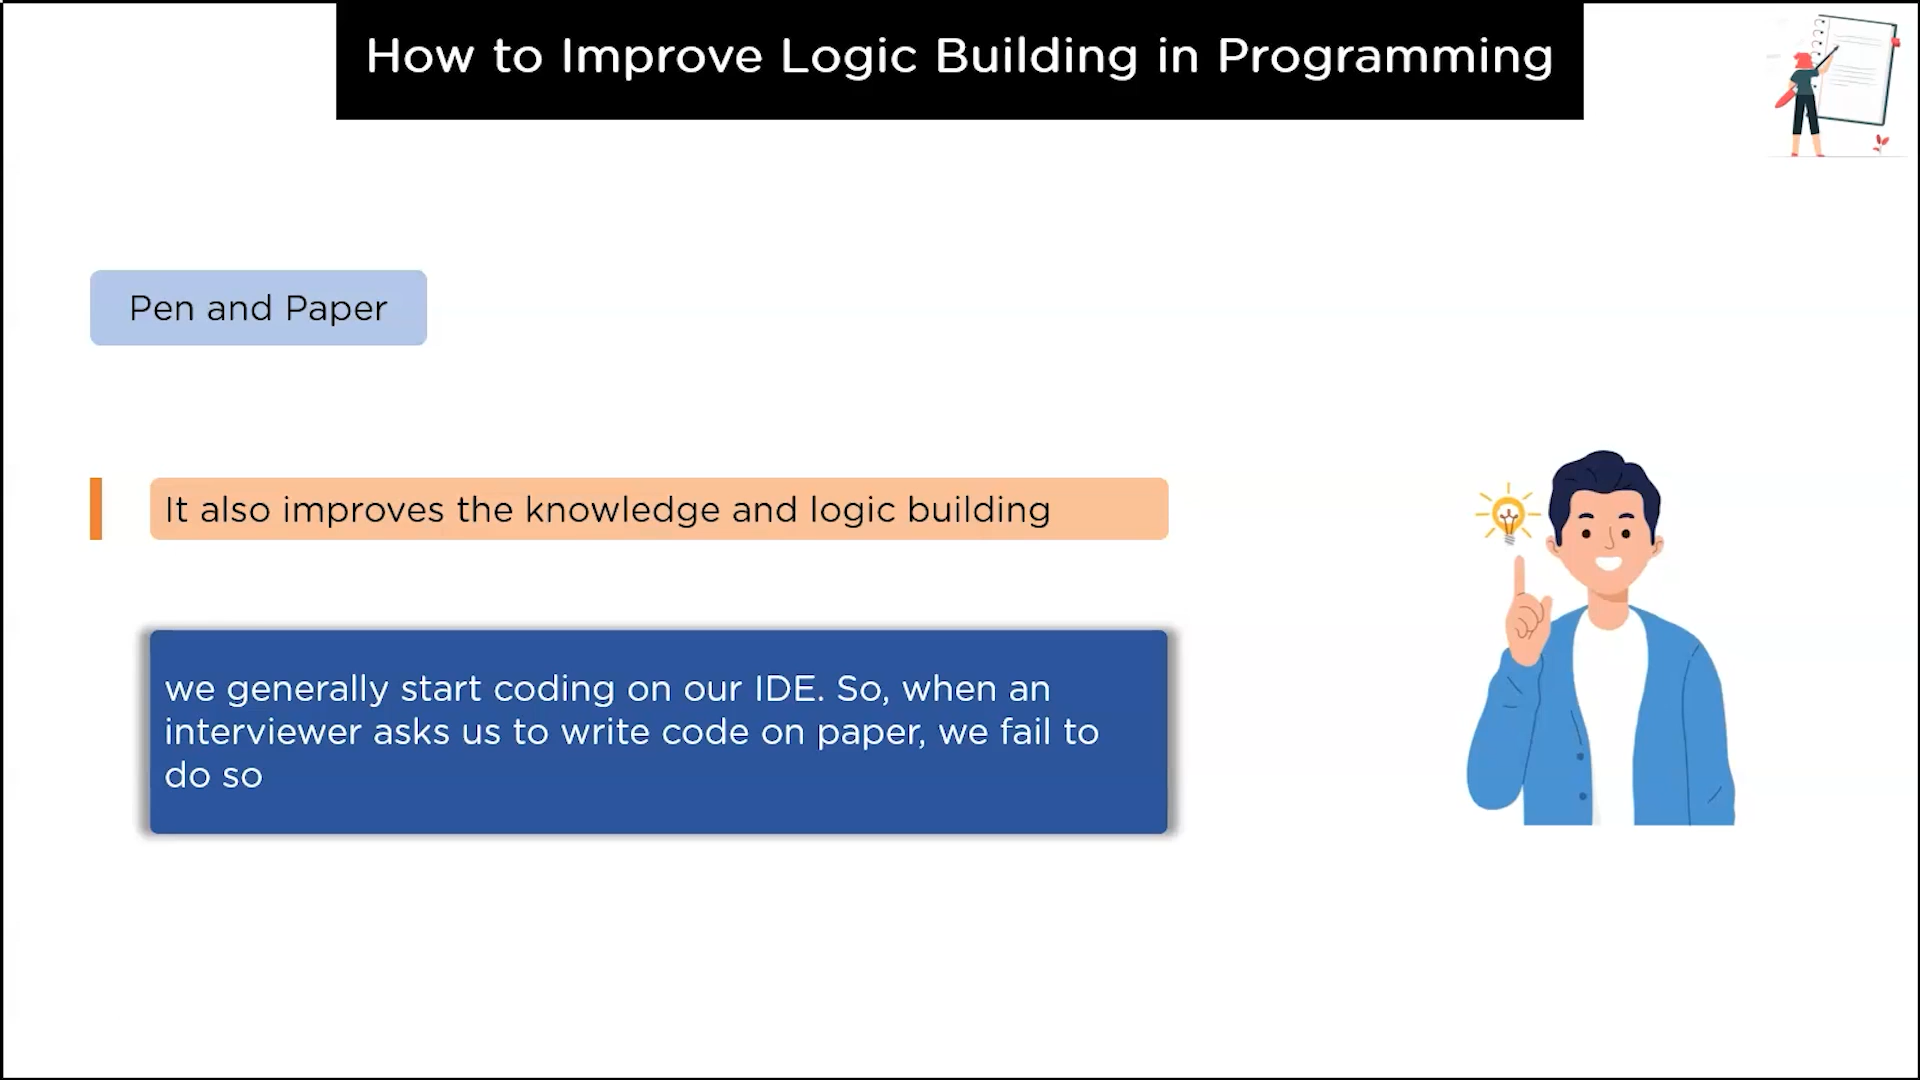 How to Improve Logic Building in Programming
Pen and Paper
It also improves the knowledge and logic building
we generally start coding on our IDE. So, when an
interviewer asks us to write code on paper, we fail to
do so